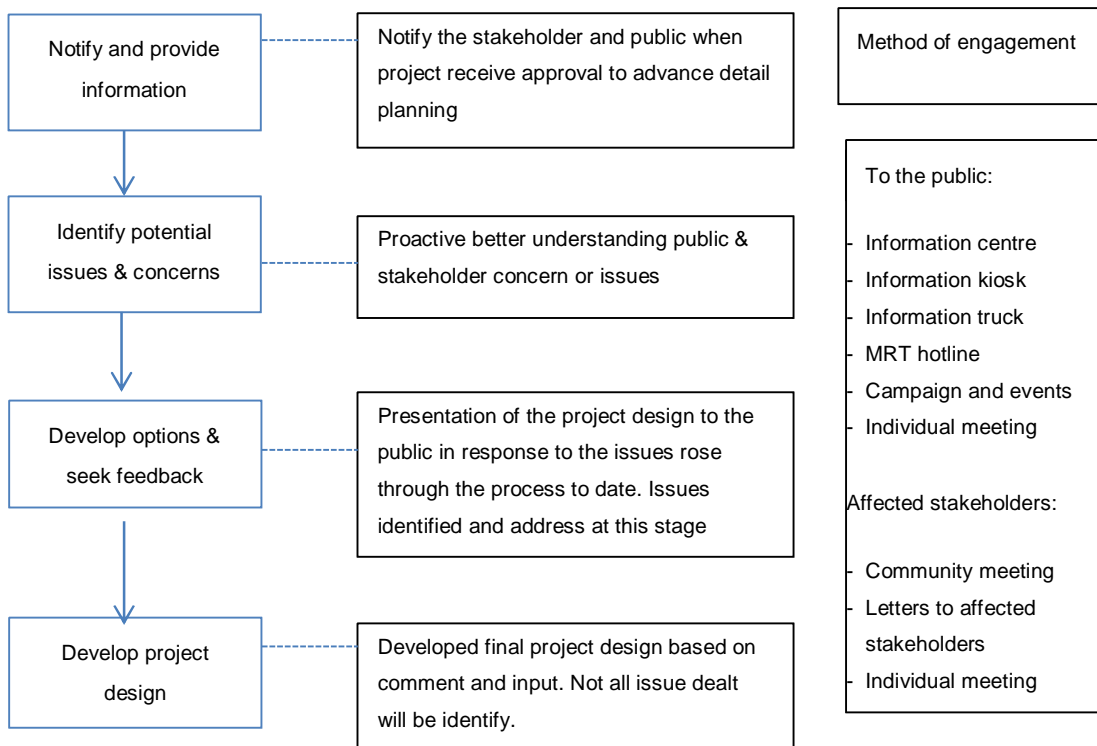 Notify and provide
information
Notify the stakeholder and public when
project receive approval to advance detail
planning
Identify potential
issues & concerns
Proactive better understanding public &
stakeholder concern or issues
Develop options &
seek feedback
Presentation of the project design to the
public in response to the issues rose
through the process to date. Issues
identified and address at this stage
Develop project
design
Developed final project design based on
comment and input. Not all issue dealt
will be identify.
Method of engagement
To the public:
- Information centre
- Information kiosk
- Information truck
- MRT hotline
- Campaign and events
- Individual meeting
Affected stakeholders:
- Community meeting
- Letters to affected
stakeholders
- Individual meeting